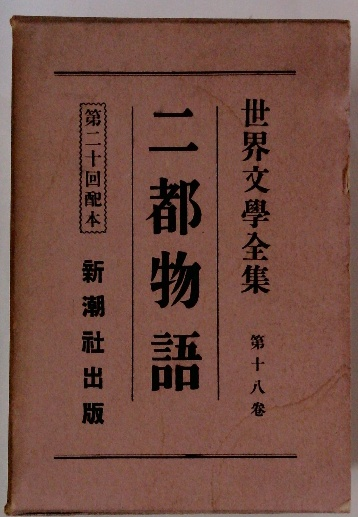 世界文學全集 第十八卷
二都物語
第二十回配本
新潮社出版